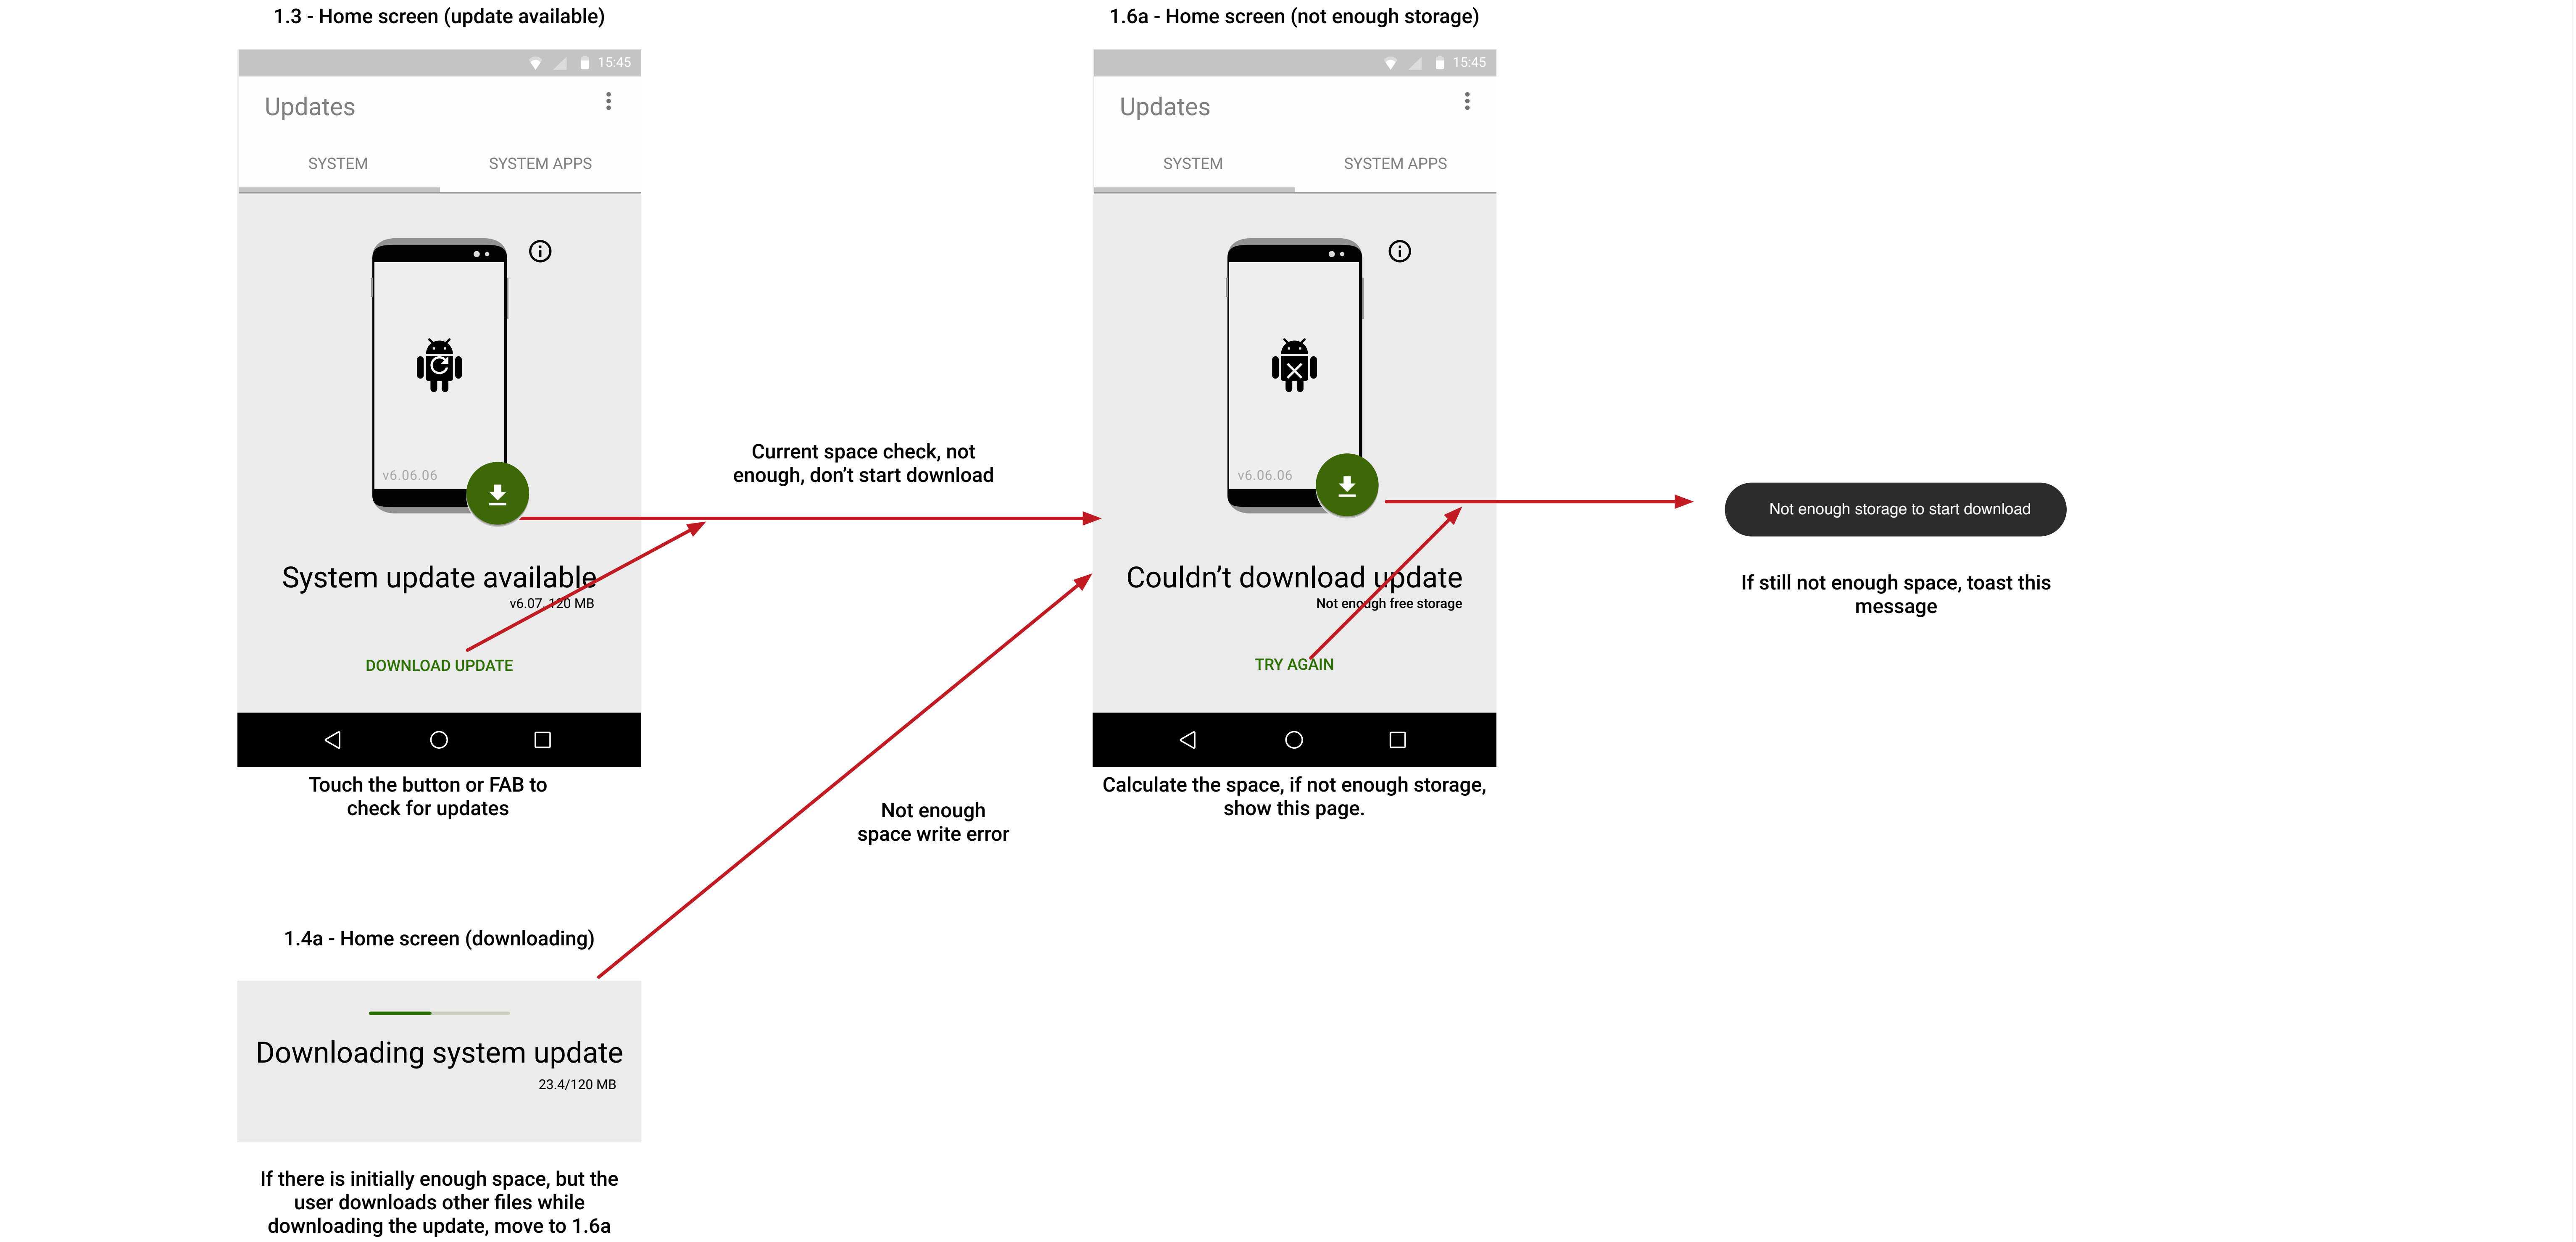 1.3 - Home screen (update available)
15:45
Updates
SYSTEM
SYSTEM APPS
v6.06.06
System update available
v6.07, 120 MB
DOWNLOAD UPDATE
Touch the button or FAB to
check for updates
Current space check, not
enough, don’t start download
1.6a - Home screen (not enough storage)
15:45
Updates
SYSTEM
SYSTEM APPS
v6.06.06
Couldn’t download update
Not enough free storage
TRY AGAIN
Calculate the space, if not enough storage,
show this page.
Not enough storage to start download
If still not enough space, toast this
message
Not enough
space write error
1.4a - Home screen (downloading)
Downloading system update
23.4/120 MB
If there is initially enough space, but the
user downloads other files while
downloading the update, move to 1.6a